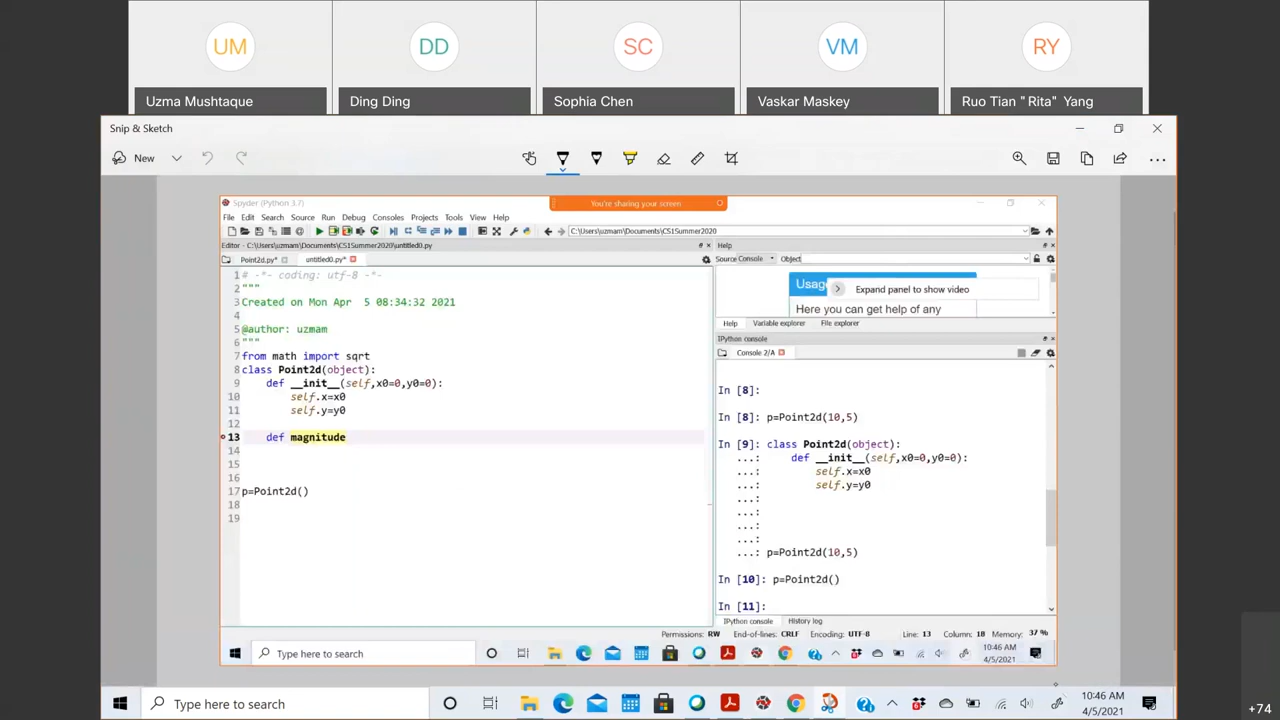 UM
DD
SC
VM
RY
Uzma Mushtaque
Ding Ding
Sophia Chen
Vaskar Maskey
Ruo Tian "Rita" Yang
Snip & Sketch
New
Spyder (Python 3.7)
You're sharing your screen
File Edit Search Source Run Debug Consoles Projects Tools View Help
C:\Users\uzmam\Documents\CS1Summer2020
Editor - C:\Users\uzmam\Documents\CS1Summer2020\untitled0.py
Help
Point2d.py*
untitled0.py*
Source Console Object
1 # -*- coding: utf-8 -*-
2 """
3 Created on Mon Apr  5 08:34:32 2021
4
5 @author: uzmam
6 """
7 from math import sqrt
8 class Point2d(object):
9     def __init__(self,x0=0,y0=0):
10         self.x=x0
11         self.y=y0
12
13     def magnitude
14
15
16
17 p=Point2d()
18
19
Usag
Expand panel to show video
Here you can get help of any
Help Variable explorer File explorer
IPython console
Console 2/A
In [8]:
In [8]: p=Point2d(10,5)
In [9]: class Point2d(object):
...:     def __init__(self,x0=0,y0=0):
...:         self.x=x0
...:         self.y=y0
...:
...:
...:
...:
...: p=Point2d(10,5)
In [10]: p=Point2d()
In [11]:
IPython console History log
Permissions: RW End-of-lines: CRLF Encoding: UTF-8 Line: 13 Column: 18 Memory: 37 %
Type here to search
10:46 AM
4/5/2021
Type here to search
10:46 AM
4/5/2021
+74